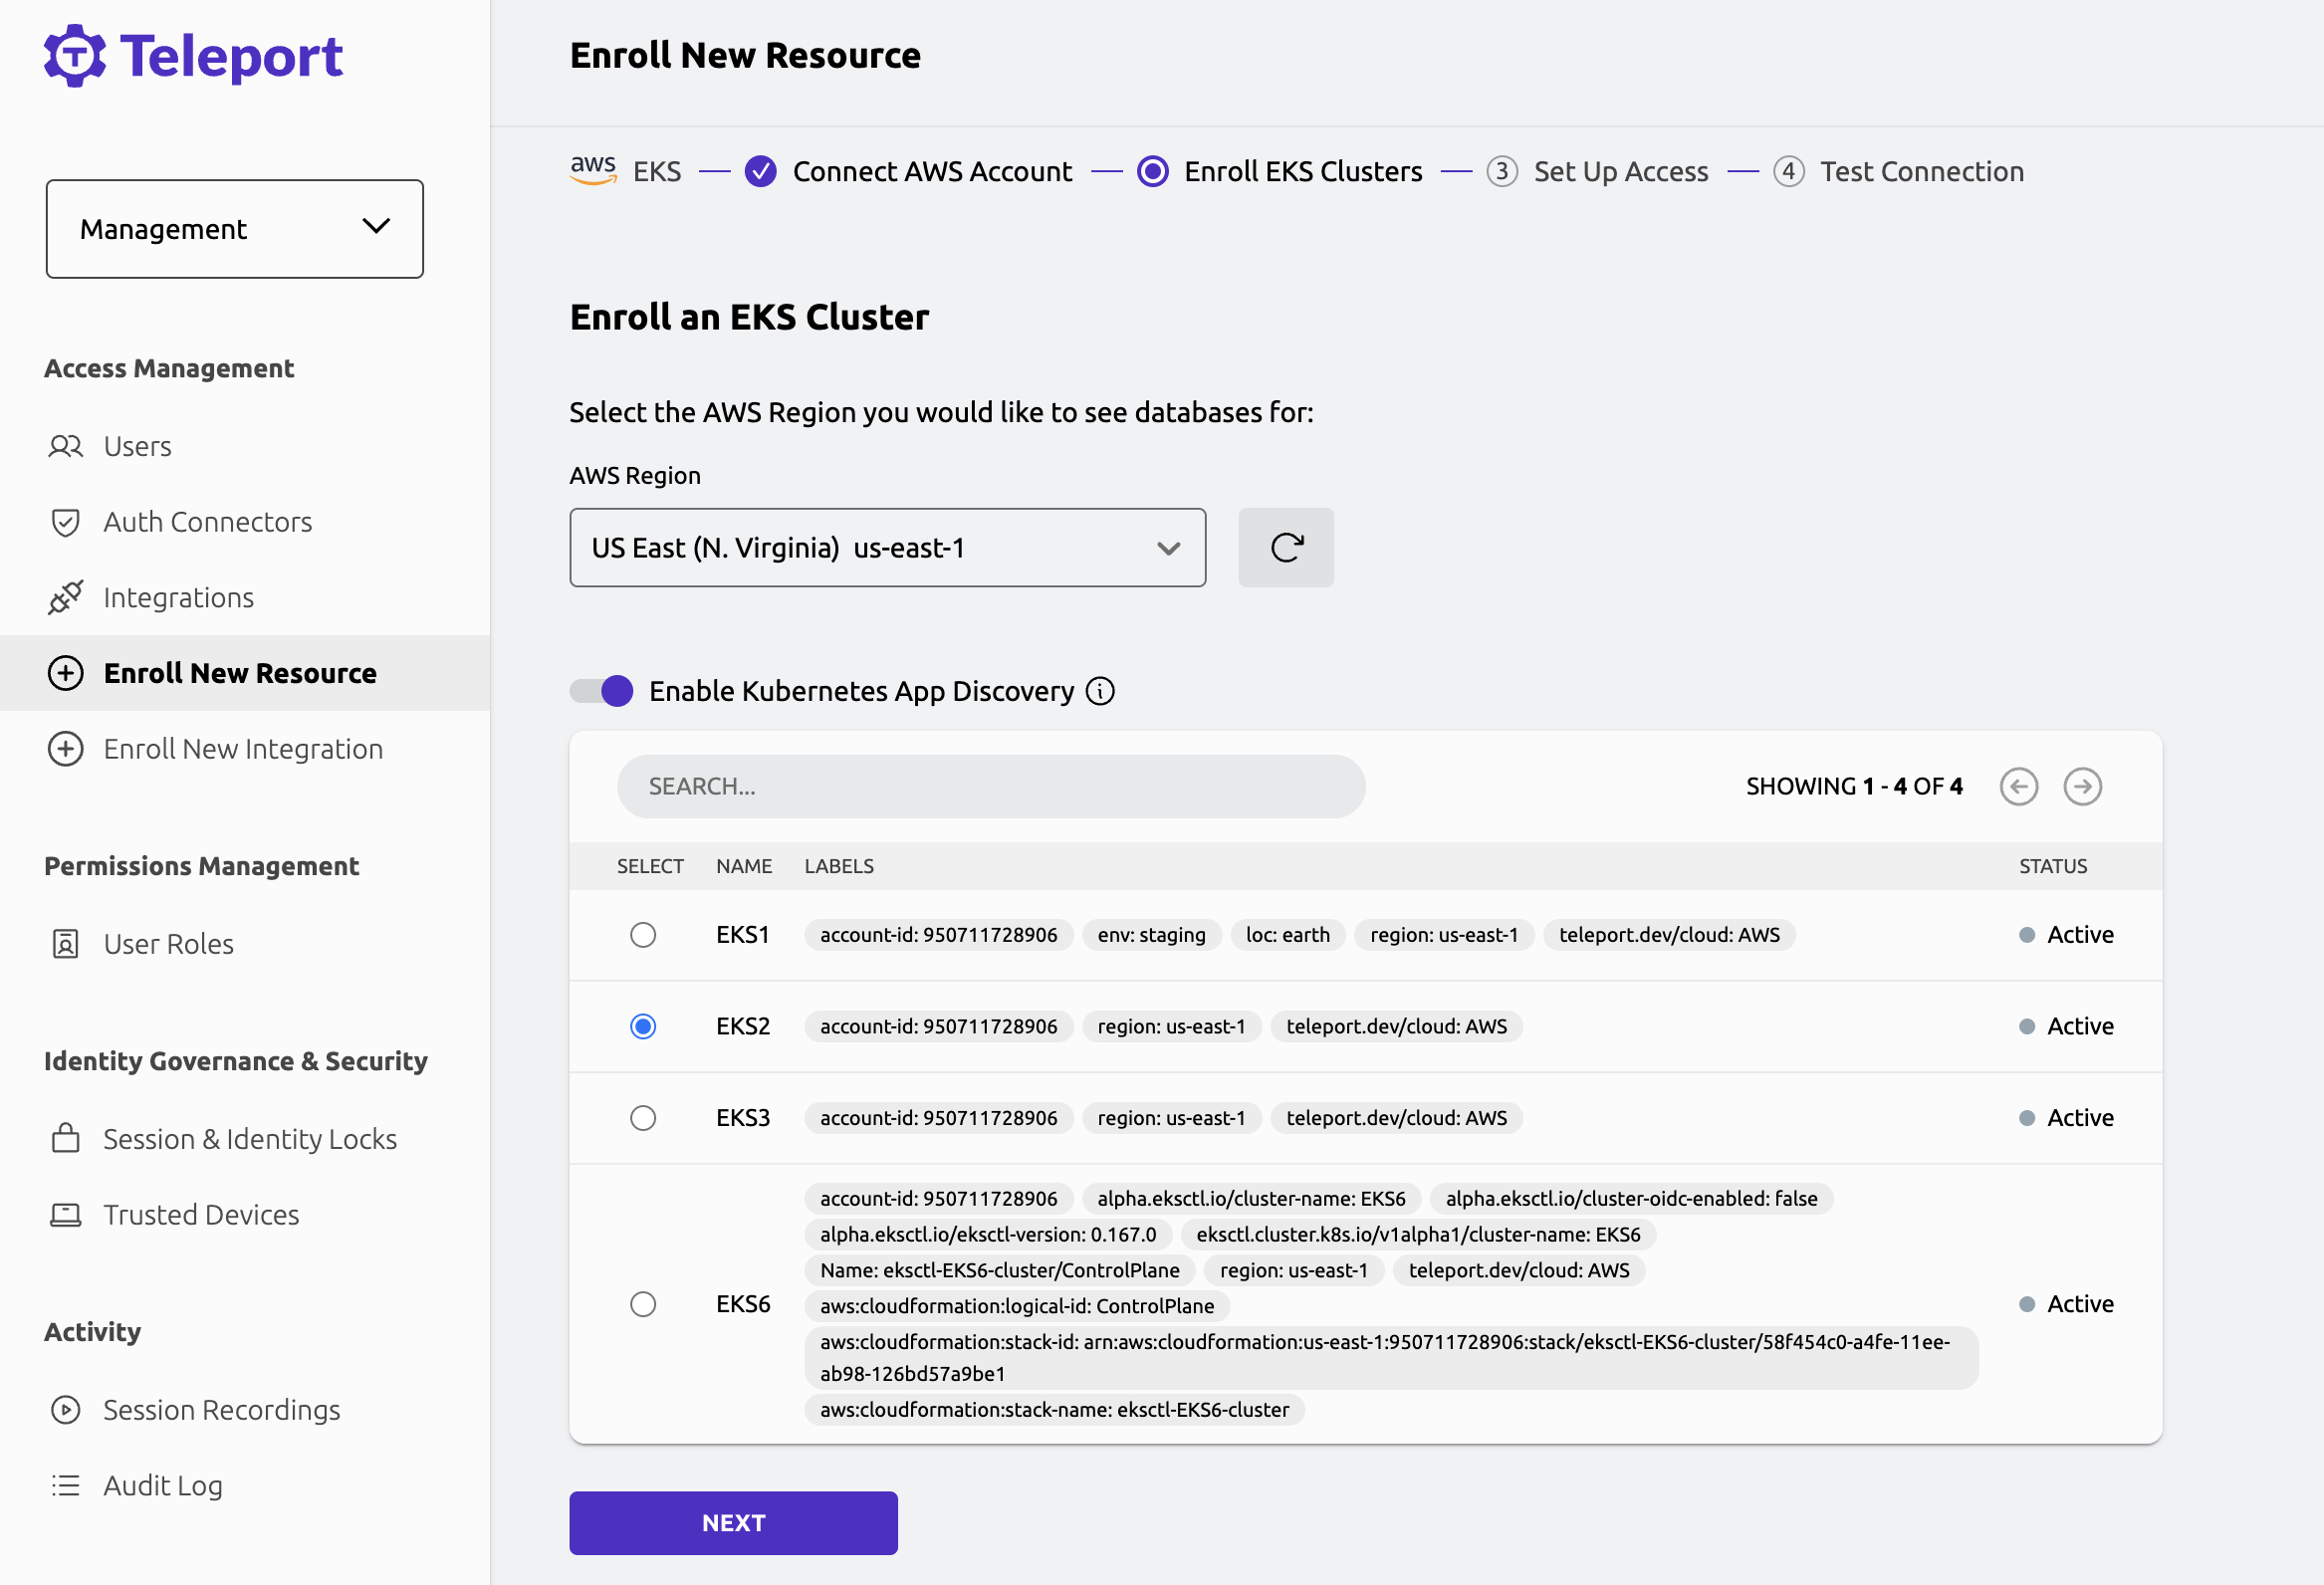 Teleport
Management
Access Management
Users
Auth Connectors
Integrations
Enroll New Resource
Enroll New Integration
Permissions Management
User Roles
Identity Governance & Security
Session & Identity Locks
Trusted Devices
Activity
Session Recordings
Audit Log
Enroll New Resource
aws EKS Connect AWS Account Enroll EKS Clusters 3 Set Up Access 4 Test Connection
Enroll an EKS Cluster
Select the AWS Region you would like to see databases for:
AWS Region
US East (N. Virginia) us-east-1
Enable Kubernetes App Discovery
SEARCH... SHOWING 1 - 4 OF 4
SELECT NAME LABELS STATUS
EKS1 account-id: 950711728906 env: staging loc: earth region: us-east-1 teleport.dev/cloud: AWS Active
EKS2 account-id: 950711728906 region: us-east-1 teleport.dev/cloud: AWS Active
EKS3 account-id: 950711728906 region: us-east-1 teleport.dev/cloud: AWS Active
account-id: 950711728906 alpha.eksctl.io/cluster-name: EKS6 alpha.eksctl.io/cluster-oidc-enabled: false
alpha.eksctl.io/eksctl-version: 0.167.0 eksctl.cluster.k8s.io/v1alpha1/cluster-name: EKS6
Name: eksctl-EKS6-cluster/ControlPlane region: us-east-1 teleport.dev/cloud: AWS
EKS6 aws:cloudformation:logical-id: ControlPlane Active
aws:cloudformation:stack-id: arn:aws:cloudformation:us-east-1:950711728906:stack/eksctl-EKS6-cluster/58f454c0-a4fe-11ee-
ab98-126bd57a9be1
aws:cloudformation:stack-name: eksctl-EKS6-cluster
NEXT